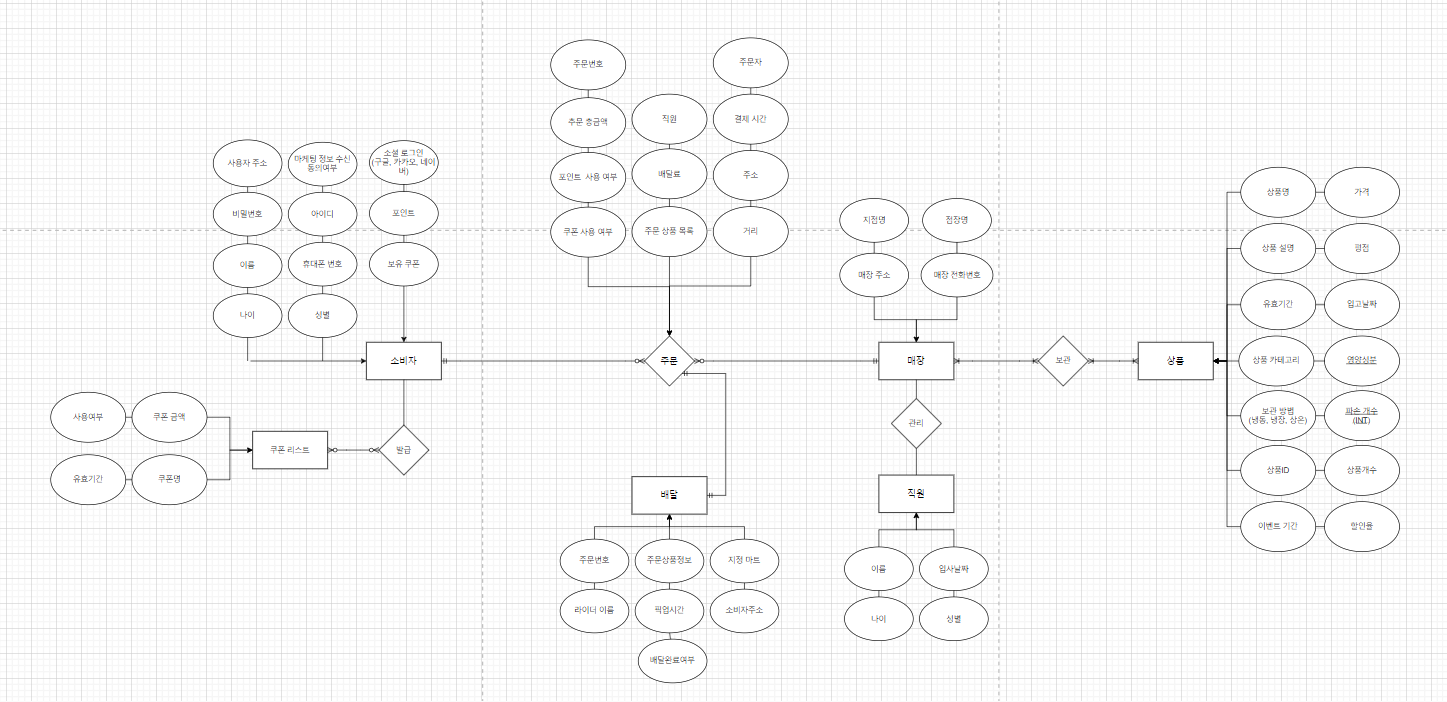 주문번호
주문 총금액
포인트 사용 여부
쿠폰 사용 여부
직원
배달료
주문 상품 목록
주문자
결제 시간
주소
거리
사용자 주소
비밀번호
이름
나이
마케팅 정보 수신
동의여부
아이디
휴대폰 번호
성별
소셜 로그인
(구글, 카카오, 네이
버)
포인트
보유 쿠폰
지점명
매장 주소
점장명
매장 전화번호
상품명
가격
상품 설명
평점
유효기간
입고날짜
상품 카테고리
영양성분
보관 방법
(냉동, 냉장, 상온)
파손 개수
(INT)
상품ID
상품개수
이벤트 기간
할인율
소비자
주문
매장
보관
상품
사용여부
쿠폰 금액
유효기간
쿠폰명
쿠폰 리스트
발급
관리
배달
직원
주문번호
주문상품정보
지정 마트
라이더 이름
픽업시간
소비자주소
배달완료여부
이름
입사날짜
나이
성별